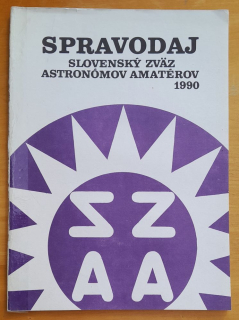 SPRAVODAJ
SLOVENSKÝ ZVÄZ
ASTRONÓMOV AMATÉROV
1990
SZ
AA